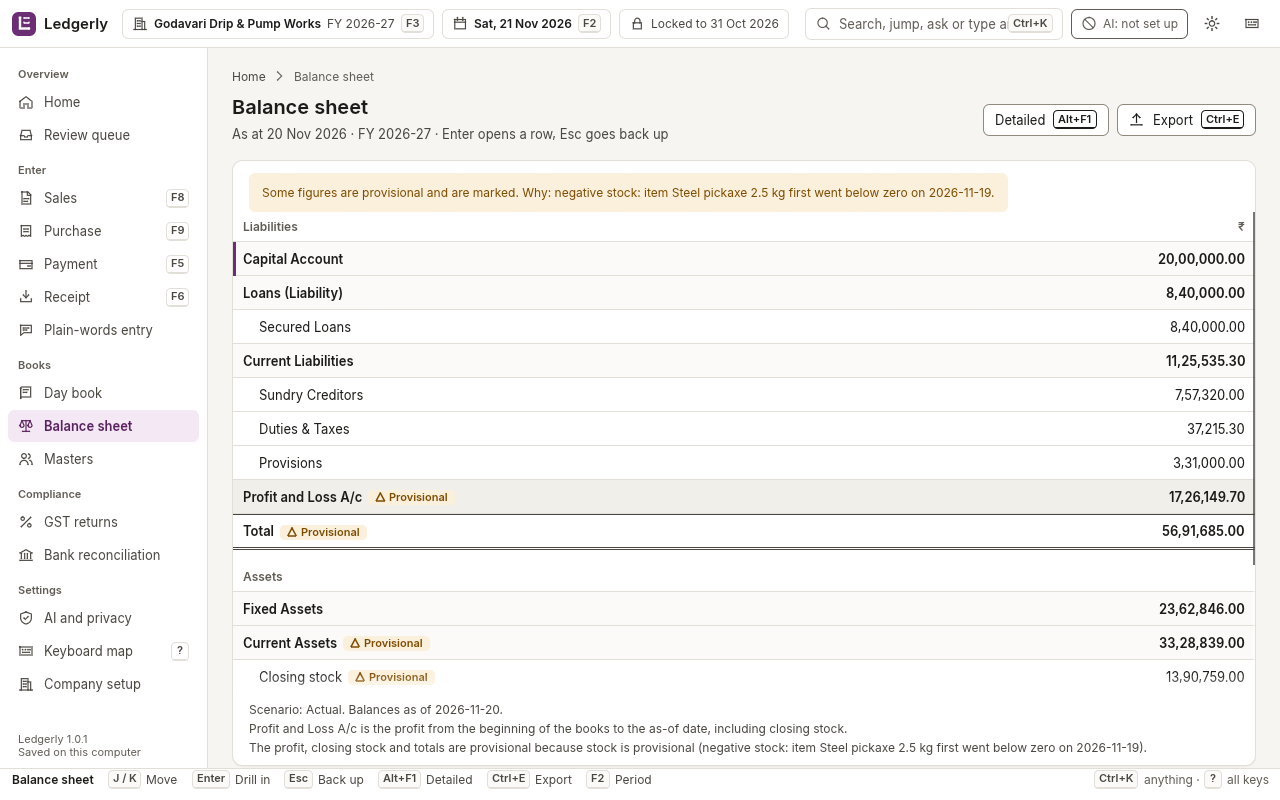 Ledgerly
Godavari Drip & Pump Works FY 2026-27 F3
Sat, 21 Nov 2026 F2
Locked to 31 Oct 2026
Search, jump, ask or type a Ctrl+K
AI: not set up
Overview
Home
Review queue
Enter
Sales F8
Purchase F9
Payment F5
Receipt F6
Plain-words entry
Books
Day book
Balance sheet
Masters
Compliance
GST returns
Bank reconciliation
Settings
AI and privacy
Keyboard map ?
Company setup
Ledgerly 1.0.1
Saved on this computer
Home > Balance sheet
Balance sheet
As at 20 Nov 2026 · FY 2026-27 · Enter opens a row, Esc goes back up
Detailed Alt+F1
Export Ctrl+E
Some figures are provisional and are marked. Why: negative stock: item Steel pickaxe 2.5 kg first went below zero on 2026-11-19.
Liabilities ₹
Capital Account 20,00,000.00
Loans (Liability) 8,40,000.00
Secured Loans 8,40,000.00
Current Liabilities 11,25,535.30
Sundry Creditors 7,57,320.00
Duties & Taxes 37,215.30
Provisions 3,31,000.00
Profit and Loss A/c Provisional 17,26,149.70
Total Provisional 56,91,685.00
Assets
Fixed Assets 23,62,846.00
Current Assets Provisional 33,28,839.00
Closing stock Provisional 13,90,759.00
Scenario: Actual. Balances as of 2026-11-20.
Profit and Loss A/c is the profit from the beginning of the books to the as-of date, including closing stock.
The profit, closing stock and totals are provisional because stock is provisional (negative stock: item Steel pickaxe 2.5 kg first went below zero on 2026-11-19).
Balance sheet J / K Move Enter Drill in Esc Back up Alt+F1 Detailed Ctrl+E Export F2 Period Ctrl+K anything · ? all keys